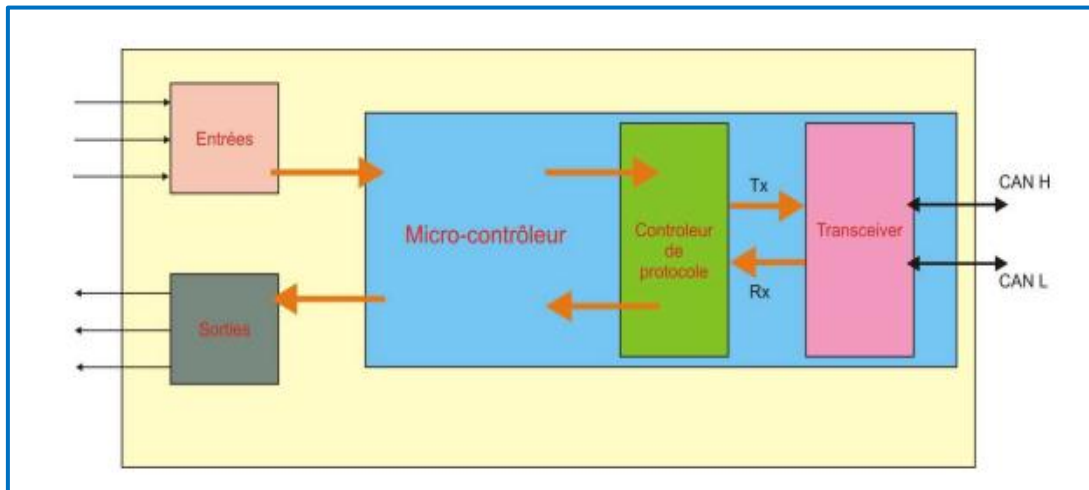 Entrées
Micro-contrôleur
Controleur
de
protocole
Tx
Rx
Transceiver
CAN H
CAN L
Sorties